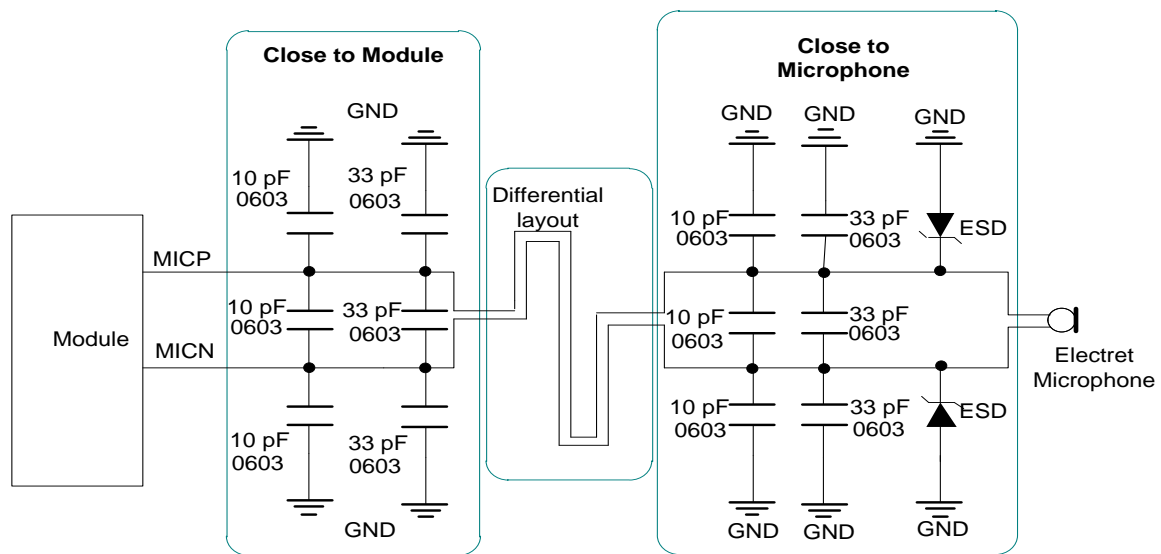 Close to Module
GND
10 pF
0603
33 pF
0603
MICP
10 pF
0603
33 pF
0603
Module
MICN
10 pF
0603
33 pF
0603
GND
Differential
layout
Close to
Microphone
GND
GND
GND
10 pF
0603
33 pF
0603
ESD
10 pF
0603
33 pF
0603
Electret
Microphone
10 pF
0603
33 pF
0603
ESD
GND
GND
GND